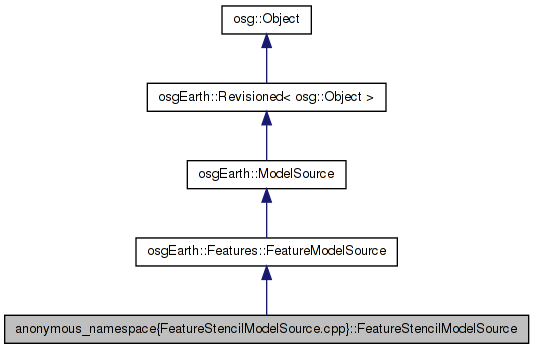 osg::Object
osgEarth::Revisioned< osg::Object >
osgEarth::ModelSource
osgEarth::Features::FeatureModelSource
anonymous_namespace{FeatureStencilModelSource.cpp}::FeatureStencilModelSource